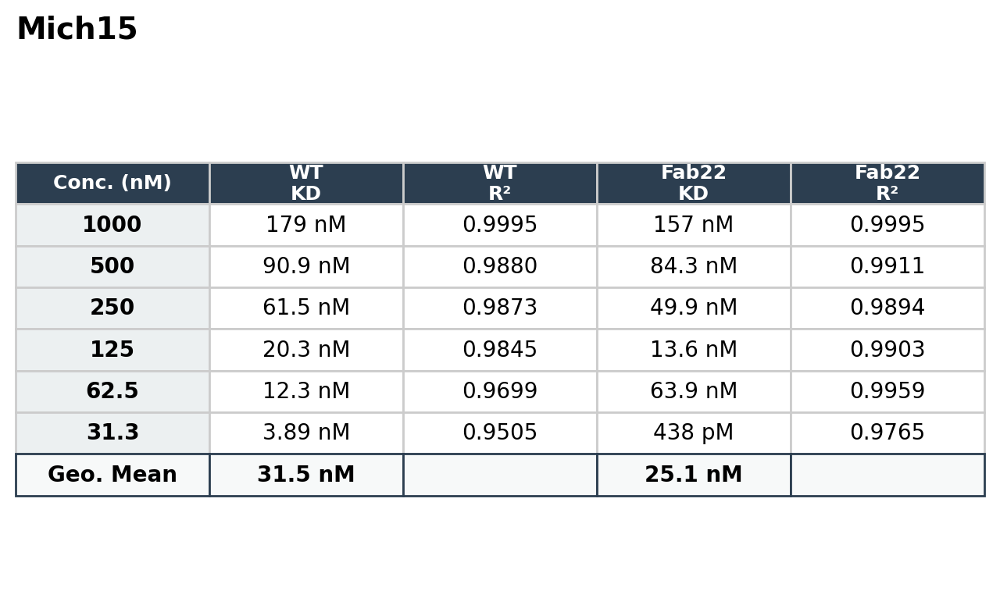 Mich15
Conc. (nM) WT KD WT R² Fab22 KD Fab22 R²
1000 179 nM 0.9995 157 nM 0.9995
500 90.9 nM 0.9880 84.3 nM 0.9911
250 61.5 nM 0.9873 49.9 nM 0.9894
125 20.3 nM 0.9845 13.6 nM 0.9903
62.5 12.3 nM 0.9699 63.9 nM 0.9959
31.3 3.89 nM 0.9505 438 pM 0.9765
Geo. Mean 31.5 nM 25.1 nM